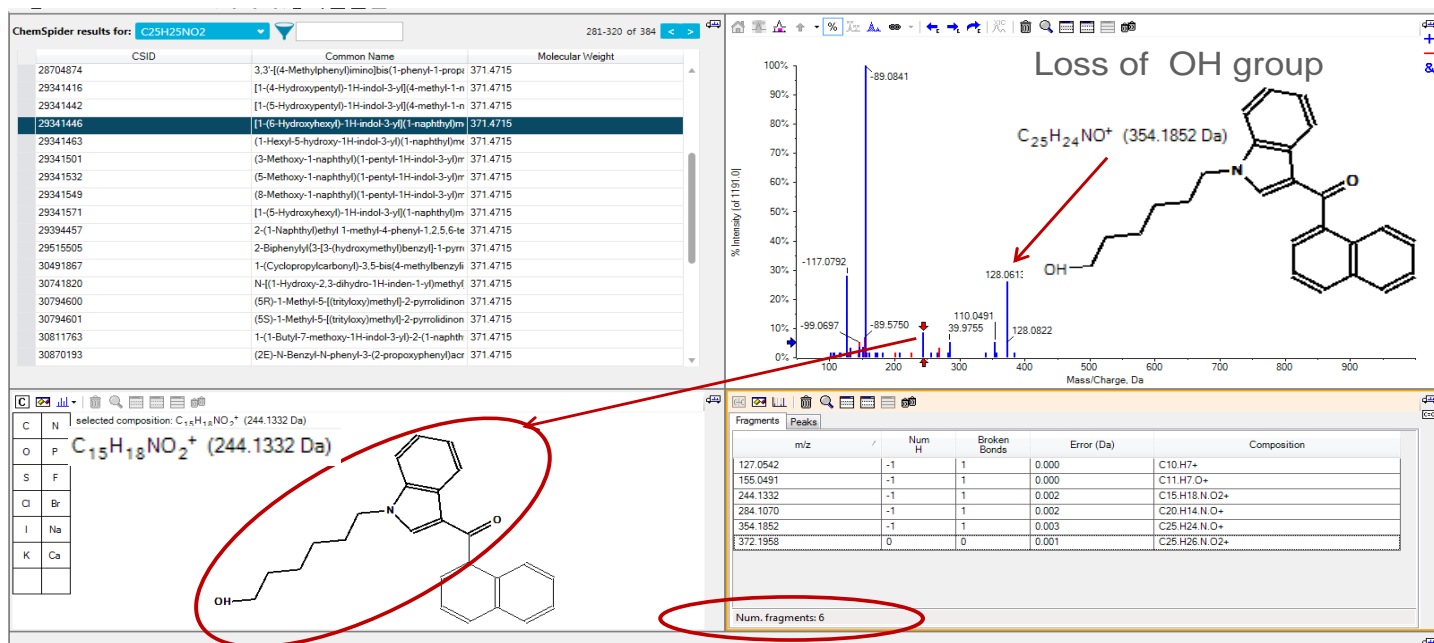 ChemSpider results for: C25H25NO2
281-320 of 384 < >
CSID Common Name Molecular Weight
28704874 3,3'-[(4-Methylphenyl)imino]bis(1-phenyl-1-propa 371.4715
29341416 [1-(4-Hydroxypentyl)-1H-indol-3-yl](4-methyl-1-n 371.4715
29341442 [1-(5-Hydroxypentyl)-1H-indol-3-yl](4-methyl-1-n 371.4715
29341446 [1-(6-Hydroxyhexyl)-1H-indol-3-yl](1-naphthyl)m 371.4715
29341463 (1-Hexyl-5-hydroxy-1H-indol-3-yl)(1-naphthyl)me 371.4715
29341501 (3-Methoxy-1-naphthyl)(1-pentyl-1H-indol-3-yl)m 371.4715
29341532 (5-Methoxy-1-naphthyl)(1-pentyl-1H-indol-3-yl)m 371.4715
29341549 (8-Methoxy-1-naphthyl)(1-pentyl-1H-indol-3-yl)m 371.4715
29341571 [1-(5-Hydroxyhexyl)-1H-indol-3-yl](1-naphthyl)m 371.4715
29394457 2-(1-Naphthyl)ethyl 1-methyl-4-phenyl-1,2,5,6-te 371.4715
29515505 2-Biphenylyl{3-[3-(hydroxymethyl)benzyl]-1-pyrr 371.4715
30491867 1-(Cyclopropylcarbonyl)-3,5-bis(4-methylbenzyli 371.4715
30741820 N-[(1-Hydroxy-2,3-dihydro-1H-inden-1-yl)methyl] 371.4715
30794600 (5R)-1-Methyl-5-[(trityloxy)methyl]-2-pyrrolidinon 371.4715
30794601 (5S)-1-Methyl-5-[(trityloxy)methyl]-2-pyrrolidinon 371.4715
30811763 1-(1-Butyl-7-methoxy-1H-indol-3-yl)-2-(1-naphth 371.4715
30870193 (2E)-N-Benzyl-N-phenyl-3-(2-propoxyphenyl)acr 371.4715
%
XIC
+
&
Loss of OH group
C25H24NO+ (354.1852 Da)
N
O
OH
% Intensity (of 1191.0)
100%
90%
80%
70%
60%
50%
40%
30%
20%
10%
0%
-89.0841
-117.0792
128.0613
-99.0697
-89.5750
110.0491
39.9755
128.0822
100 200 300 400 500 600 700 800 900
Mass/Charge, Da
C
C N
O P
S F
Cl Br
I Na
K Ca
selected composition: C15H18NO2+ (244.1332 Da)
C15H18NO2+ (244.1332 Da)
N
O
OH
Fragments Peaks
m/z Num H Broken Bonds Error (Da) Composition
127.0542 -1 1 0.000 C10.H7+
155.0491 -1 1 0.000 C11.H7.O+
244.1332 -1 1 0.002 C15.H18.N.O2+
284.1070 -1 1 0.002 C20.H14.N.O+
354.1852 -1 1 0.003 C25.H24.N.O+
372.1958 0 0 0.001 C25.H26.N.O2+
Num. fragments: 6